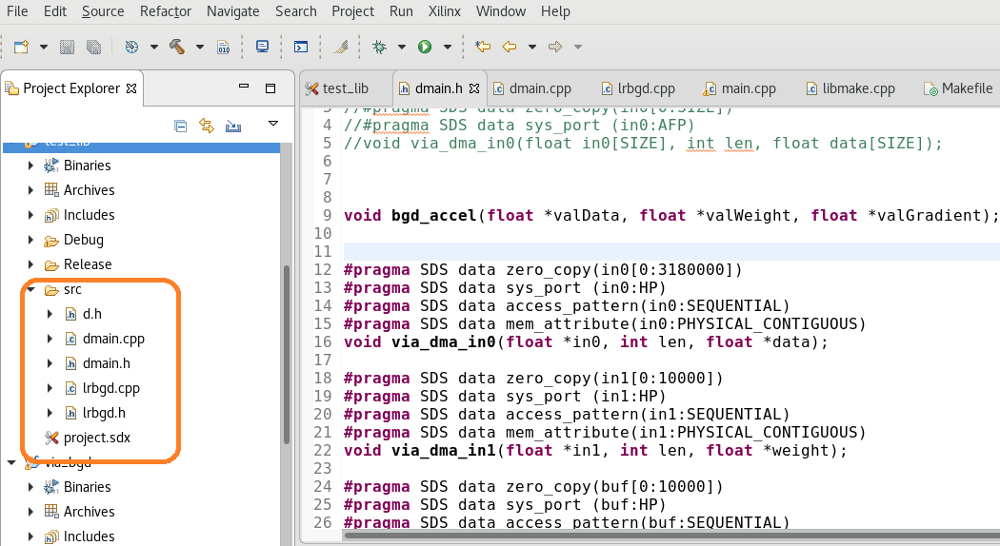 File Edit Source Refactor Navigate Search Project Run Xilinx Window Help
Project Explorer
test_lib dmain.h dmain.cpp lrbgd.cpp main.cpp libmake.cpp Makefile
test_lib
Binaries
Archives
Includes
Debug
Release
src
d.h
dmain.cpp
dmain.h
lrbgd.cpp
lrbgd.h
project.sdx
via_bgd
Binaries
Archives
Includes
3 //#pragma SDS data zero_copy(in0[0:SIZE])
4 //#pragma SDS data sys_port (in0:AFP)
5 //void via_dma_in0(float in0[SIZE], int len, float data[SIZE]);
6
7
8
9 void bgd_accel(float *valData, float *valWeight, float *valGradient);
10
11
12 #pragma SDS data zero_copy(in0[0:3180000])
13 #pragma SDS data sys_port (in0:HP)
14 #pragma SDS data access_pattern(in0:SEQUENTIAL)
15 #pragma SDS data mem_attribute(in0:PHYSICAL_CONTIGUOUS)
16 void via_dma_in0(float *in0, int len, float *data);
17
18 #pragma SDS data zero_copy(in1[0:10000])
19 #pragma SDS data sys_port (in1:HP)
20 #pragma SDS data access_pattern(in1:SEQUENTIAL)
21 #pragma SDS data mem_attribute(in1:PHYSICAL_CONTIGUOUS)
22 void via_dma_in1(float *in1, int len, float *weight);
23
24 #pragma SDS data zero_copy(buf[0:10000])
25 #pragma SDS data sys_port (buf:HP)
26 #pragma SDS data access_pattern(buf:SEQUENTIAL)